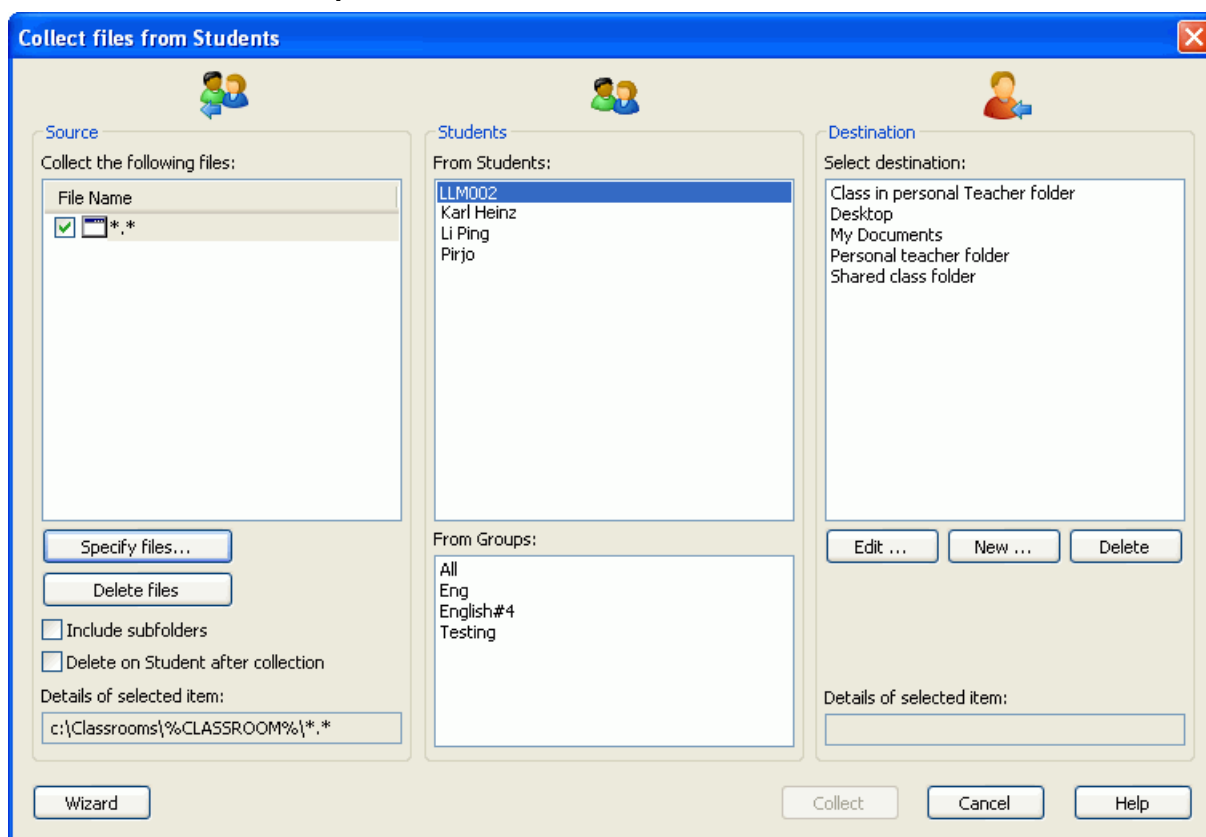 Collect files from Students
Source
Collect the following files:
File Name
*.*
Specify files...
Delete files
Include subfolders
Delete on Student after collection
Details of selected item:
c:\Classrooms\%CLASSROOM%\*.*
Students
From Students:
LLM002
Karl Heinz
Li Ping
Pirjo
From Groups:
All
Eng
English#4
Testing
Destination
Select destination:
Class in personal Teacher folder
Desktop
My Documents
Personal teacher folder
Shared class folder
Edit ...
New ...
Delete
Details of selected item:
Wizard
Collect
Cancel
Help